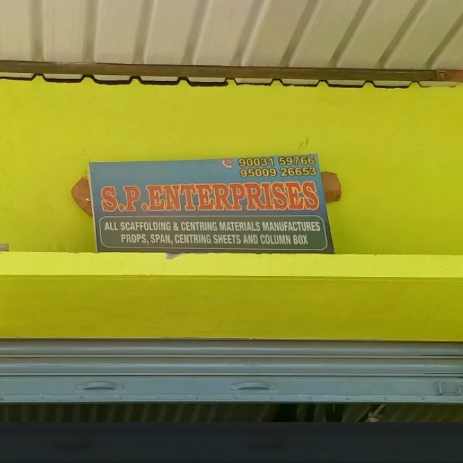 90031 59766
95009 26653
S.P.ENTERPRISES
ALL SCAFFOLDING & CENTRING MATERIALS MANUFACTURES
PROPS, SPAN, CENTRING SHEETS AND COLUMN BOX